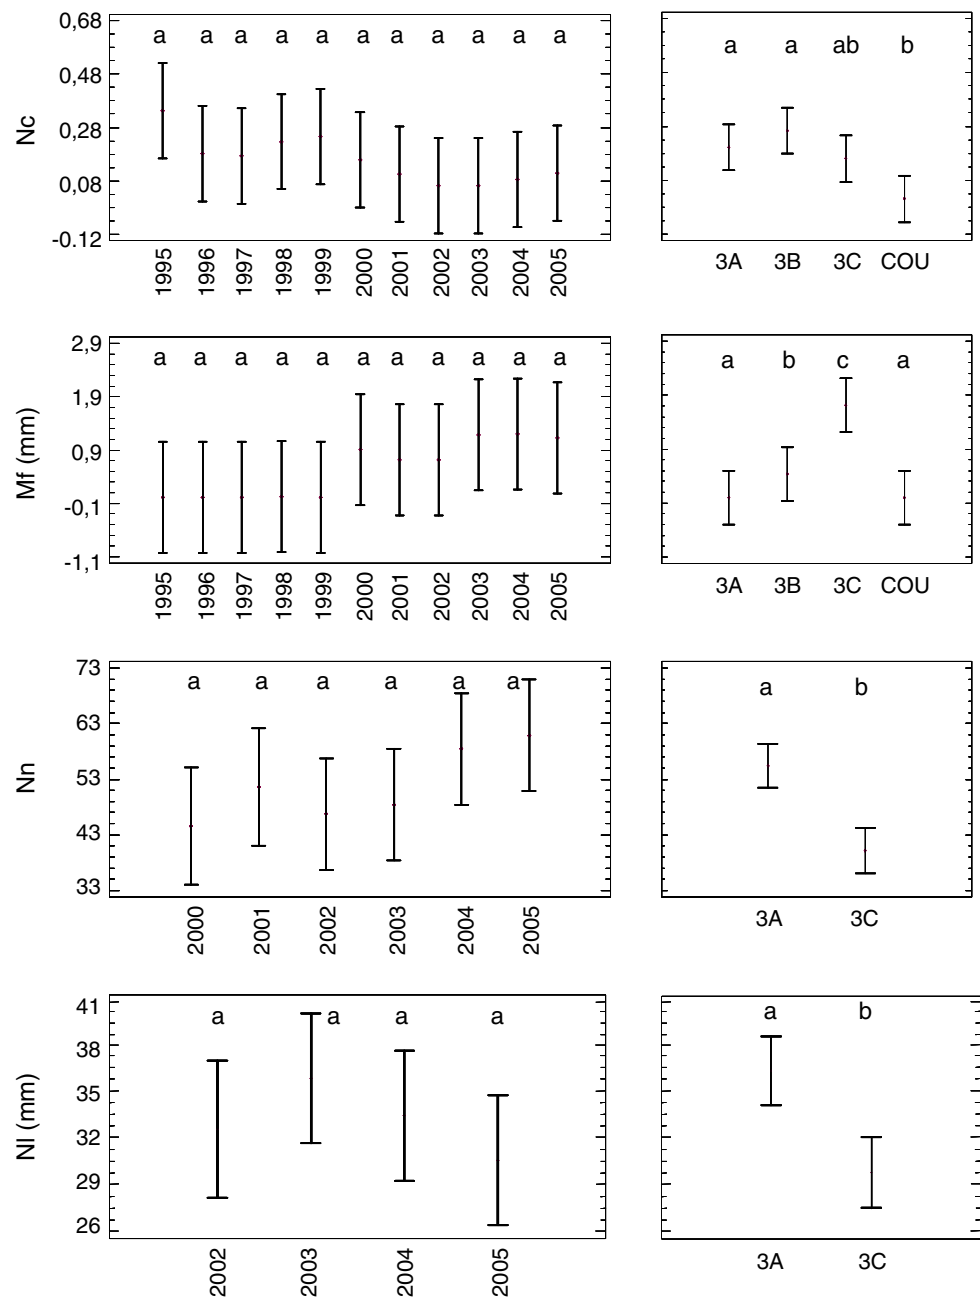 0,68
a a a a a a a a a a a
a a ab b
0,48
Nc
0,28
0,08
-0.12
1995 1996 1997 1998 1999 2000 2001 2002 2003 2004 2005
3A 3B 3C COU
2,9
a a a a a a a a a a a
a b c a
1,9
Mf (mm)
0,9
-0,1
-1,1
1995 1996 1997 1998 1999 2000 2001 2002 2003 2004 2005
3A 3B 3C COU
73
a a a a a a
a b
63
Nn
53
43
33
2000 2001 2002 2003 2004 2005
3A 3C
41
a a a a
a b
38
Nl (mm)
35
32
29
26
2002 2003 2004 2005
3A 3C